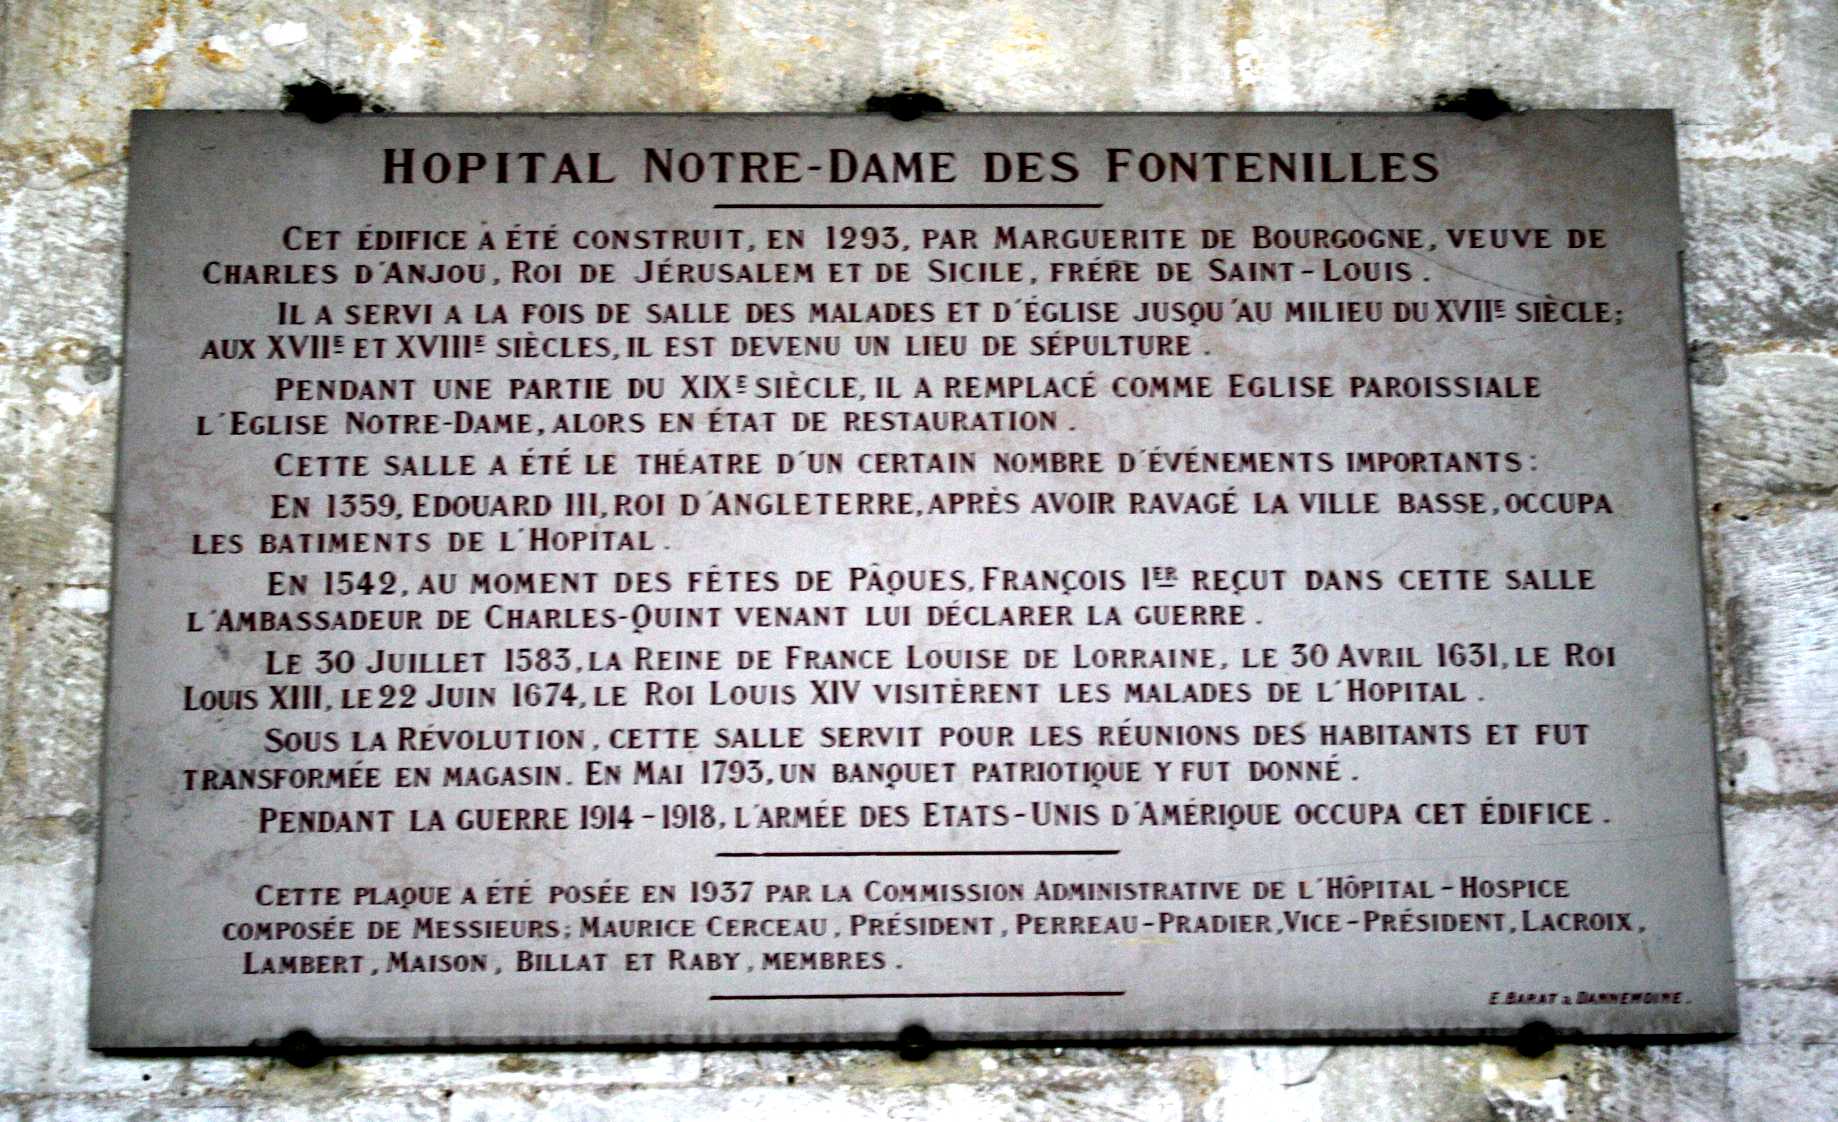 HOPITAL NOTRE-DAME DES FONTENILLES
CET ÉDIFICE A ÉTÉ CONSTRUIT, EN 1293, PAR MARGUERITE DE BOURGOGNE, VEUVE DE
CHARLES D'ANJOU, ROI DE JÉRUSALEM ET DE SICILE, FRÉRE DE SAINT-LOUIS.
IL A SERVI A LA FOIS DE SALLE DES MALADES ET D'ÉGLISE JUSQU'AU MILIEU DU XVIIE SIÈCLE;
AUX XVIIE ET XVIIIE SIÈCLES, IL EST DEVENU UN LIEU DE SÉPULTURE.
PENDANT UNE PARTIE DU XIXE SIÈCLE, IL A REMPLACÉ COMME EGLISE PAROISSIALE
L'EGLISE NOTRE-DAME, ALORS EN ÉTAT DE RESTAURATION.
CETTE SALLE A ÉTÉ LE THÉATRE D'UN CERTAIN NOMBRE D'ÉVÉNEMENTS IMPORTANTS:
EN 1359, EDOUARD III, ROI D'ANGLETERRE, APRÈS AVOIR RAVAGÉ LA VILLE BASSE, OCCUPA
LES BATIMENTS DE L'HOPITAL.
EN 1542, AU MOMENT DES FÊTES DE PÂQUES, FRANÇOIS IER REÇUT DANS CETTE SALLE
L'AMBASSADEUR DE CHARLES-QUINT VENANT LUI DÉCLARER LA GUERRE.
LE 30 JUILLET 1583, LA REINE DE FRANCE LOUISE DE LORRAINE, LE 30 AVRIL 1631, LE ROI
LOUIS XIII, LE 22 JUIN 1674, LE ROI LOUIS XIV VISITÈRENT LES MALADES DE L'HOPITAL.
SOUS LA RÉVOLUTION, CETTE SALLE SERVIT POUR LES RÉUNIONS DES HABITANTS ET FUT
TRANSFORMÉE EN MAGASIN. EN MAI 1793, UN BANQUET PATRIOTIQUE Y FUT DONNÉ.
PENDANT LA GUERRE 1914-1918, L'ARMÉE DES ETATS-UNIS D'AMÉRIQUE OCCUPA CET ÉDIFICE.
CETTE PLAQUE A ÉTÉ POSÉE EN 1937 PAR LA COMMISSION ADMINISTRATIVE DE L'HÔPITAL-HOSPICE
COMPOSÉE DE MESSIEURS; MAURICE CERCEAU, PRÉSIDENT, PERREAU-PRADIER, VICE-PRÉSIDENT, LACROIX,
LAMBERT, MAISON, BILLAT ET RABY, MEMBRES.
E. BARAT & DANNEMOINE.